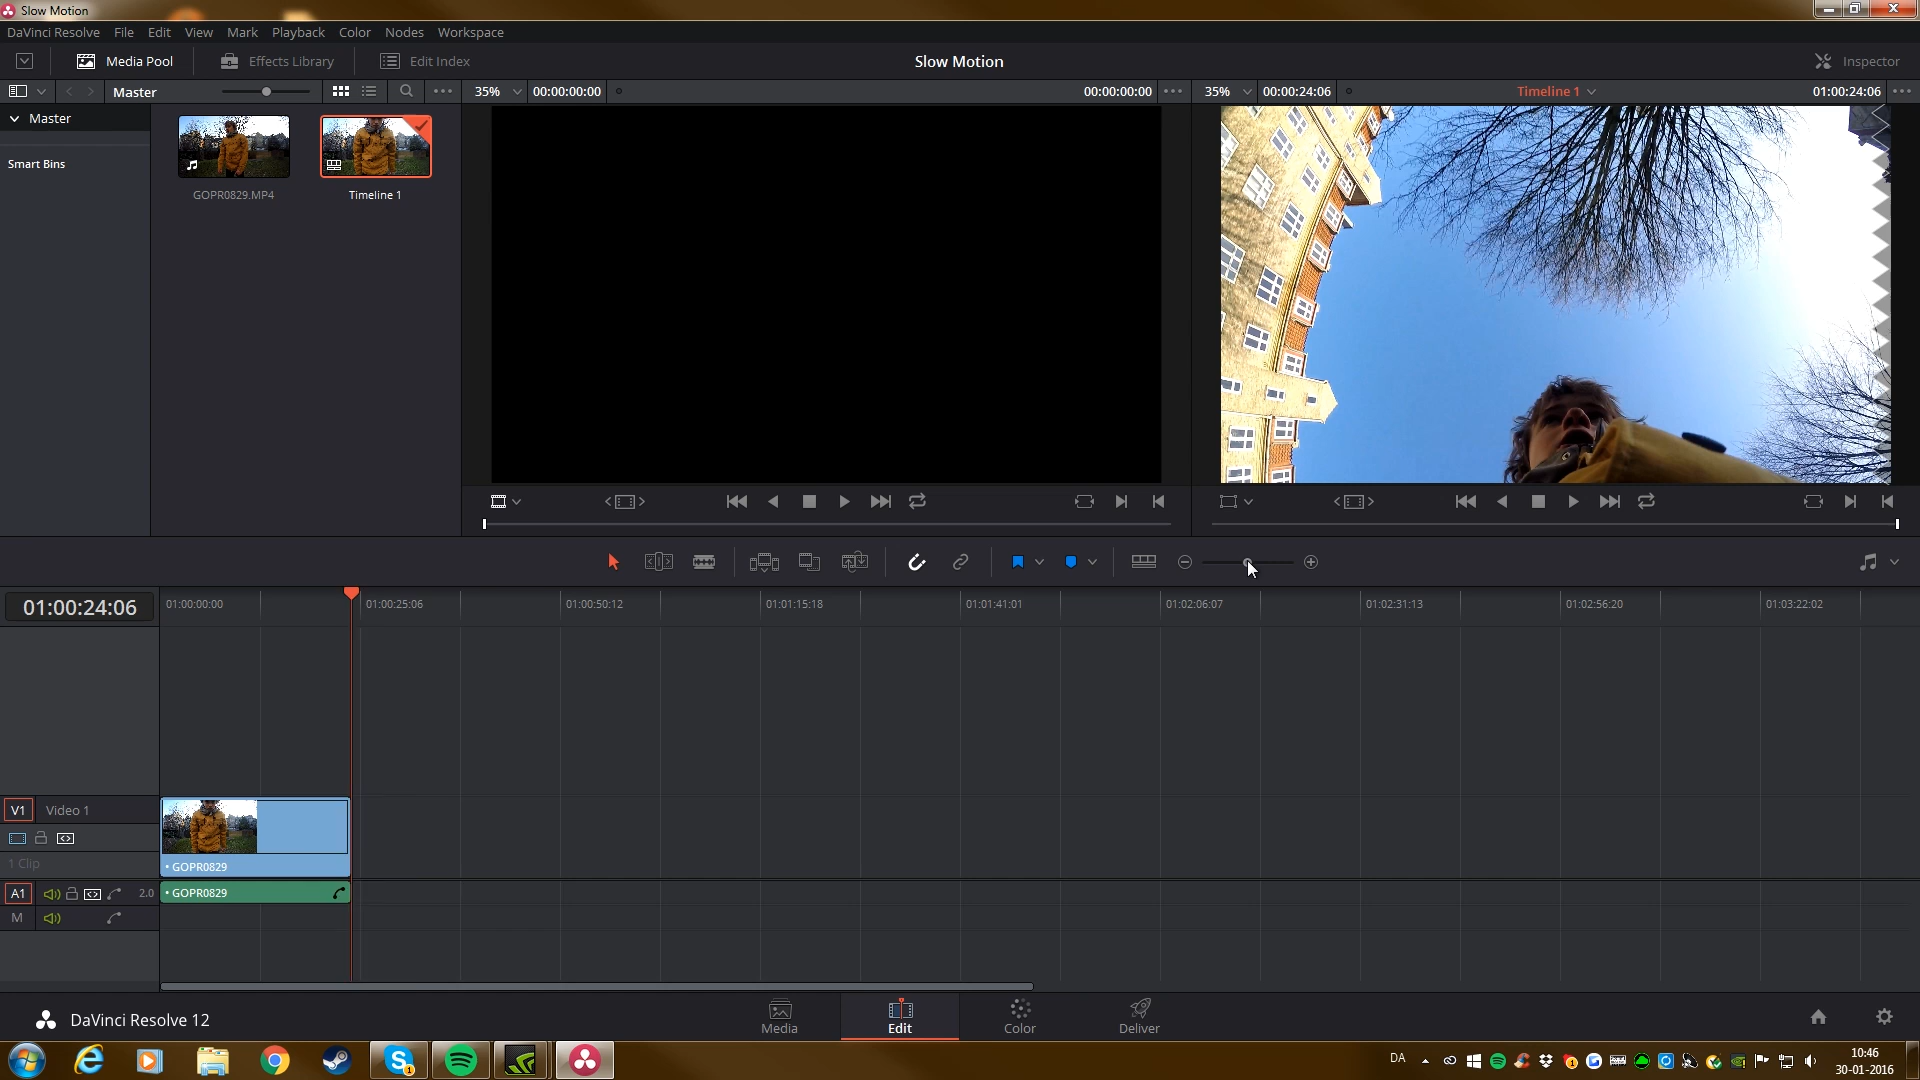 Slow Motion
DaVinci Resolve File Edit View Mark Playback Color Nodes Workspace
Media Pool Effects Library Edit Index Slow Motion Inspector
Master 35% 00:00:00:00 00:00:00:00 35% 00:00:24:06 Timeline 1 01:00:24:06
Master
Smart Bins
GOPR0829.MP4 Timeline 1
01:00:24:06 01:00:00:00 01:00:25:06 01:00:50:12 01:01:15:18 01:01:41:01 01:02:06:07 01:02:31:13 01:02:56:20 01:03:22:02
V1 Video 1
1 Clip
• GOPR0829
A1 2.0 • GOPR0829
M
DaVinci Resolve 12 Media Edit Color Deliver
DA 10:46
30-01-2016